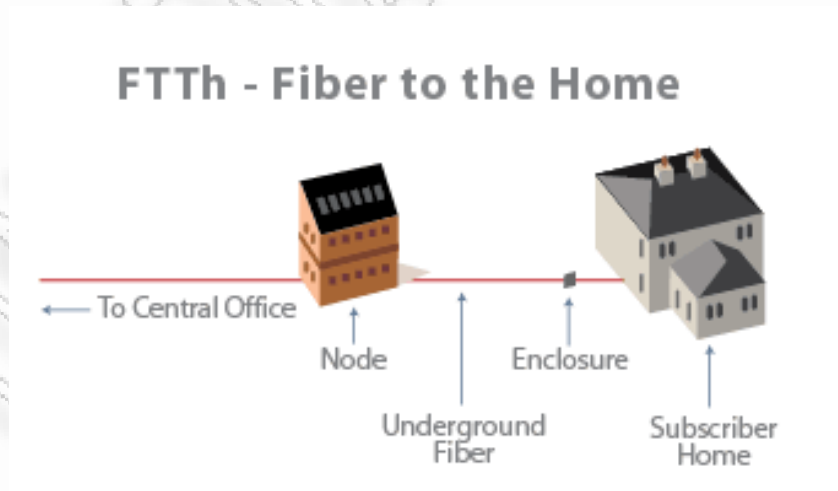 FTTh - Fiber to the Home
To Central Office
Node
Enclosure
Underground
Fiber
Subscriber
Home